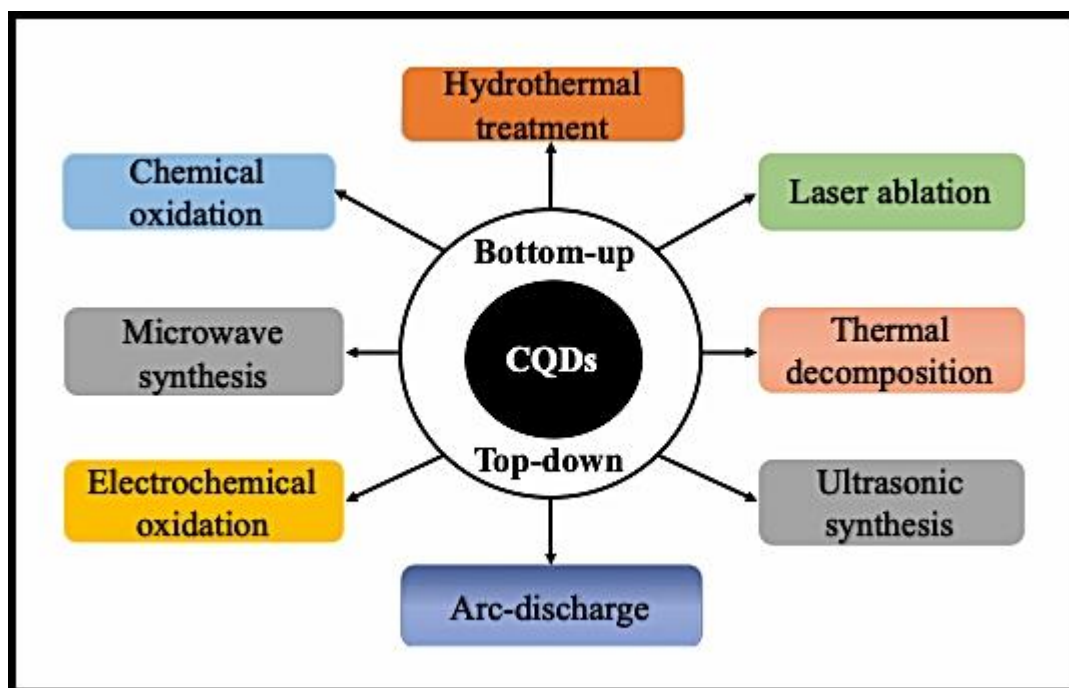 Hydrothermal
treatment
Chemical
oxidation
Laser ablation
Bottom-up
Microwave
synthesis
CQDs
Thermal
decomposition
Top-down
Electrochemical
oxidation
Ultrasonic
synthesis
Arc-discharge